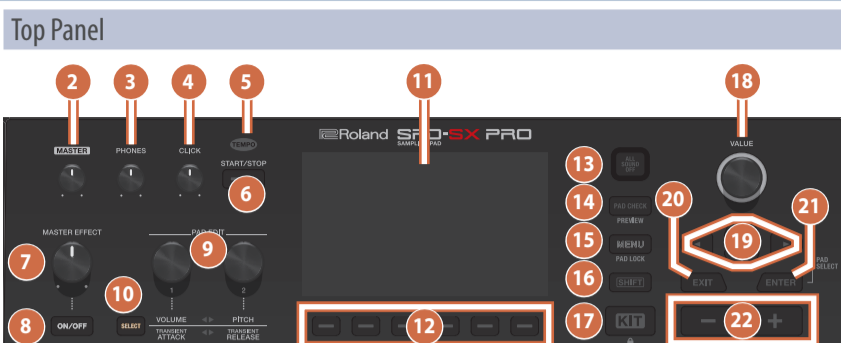 Top Panel
2 3 4 5 11 18
MASTER PHONES CLICK TEMPO
Roland SPD-SX PRO
SAMPLING PAD
VALUE
START/STOP
6
13 ALL SOUND OFF
14 PAD CHECK
PREVIEW
20 21
MASTER EFFECT
PAD EDIT
7 9
15 MENU
PAD LOCK
19
PAD SELECT
10
1 2
16 SHIFT
EXIT ENTER
8 ON/OFF
SELECT
VOLUME PITCH
TRANSIENT ATTACK TRANSIENT RELEASE
12
17 KIT
− 22 +